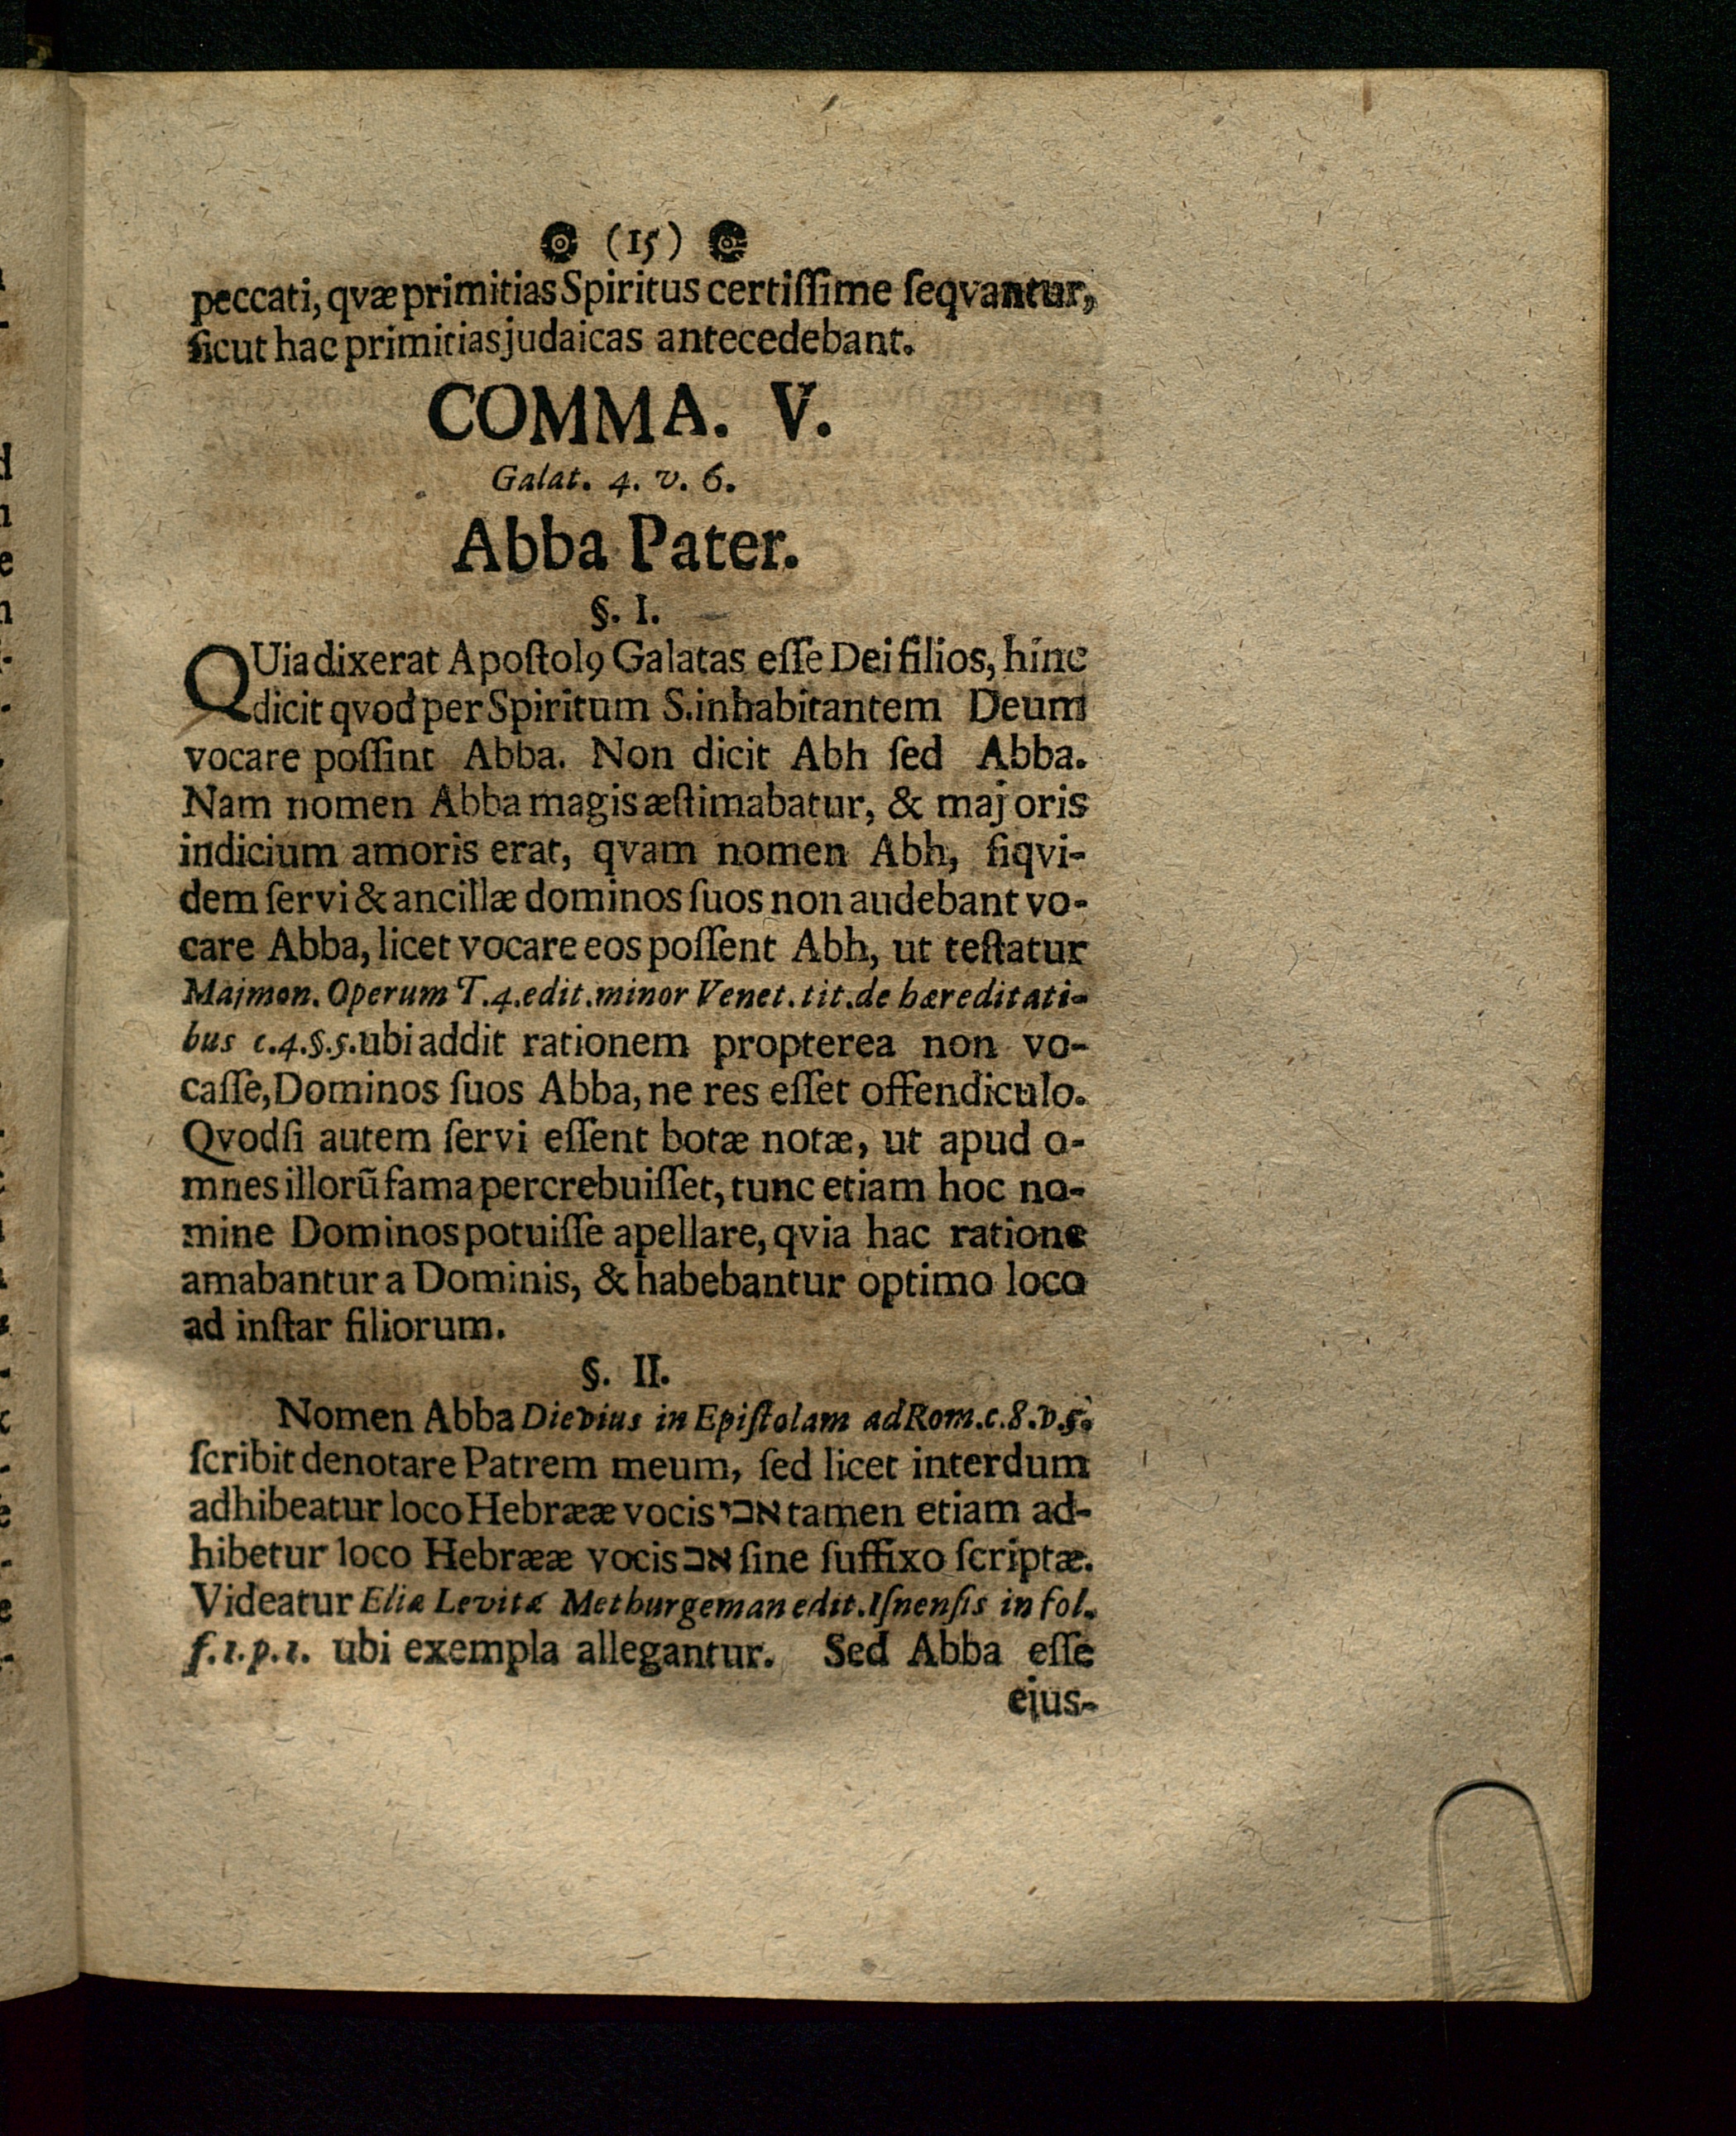 (15)
peccati, qvæ primitias Spiritus certiſſime ſeqvantur,
ſicut hac primitias judaicas antecedebant.
COMMA. V.
Galat. 4. v. 6.
Abba Pater.
§. I.
QUia dixerat Apoſtolꝰ Galatas eſſe Dei filios, hinc
dicit qvod per Spiritum S. inhabitantem Deum
vocare poſſint Abba. Non dicit Abh ſed Abba.
Nam nomen Abba magis æſtimabatur, & majoris
indicium amoris erat, qvam nomen Abh, ſiqvi-
dem ſervi & ancillæ dominos ſuos non audebant vo-
care Abba, licet vocare eos poſſent Abh, ut teſtatur
Majmon. Operum T. 4. edit. minor Venet. tit. de hæreditati-
bus c. 4. §. 5. ubi addit rationem propterea non vo-
caſſe, Dominos ſuos Abba, ne res eſſet offendiculo.
Qvodſi autem ſervi eſſent botæ notæ, ut apud o-
mnes illorũ fama percrebuiſſet, tunc etiam hoc no-
mine Dominos potuiſſe apellare, qvia hac ratione
amabantur a Dominis, & habebantur optimo loco
ad inſtar filiorum.
§. II.
Nomen Abba Dievius in Epiſtolam ad Rom. c. 8. v. 5.
ſcribit denotare Patrem meum, ſed licet interdum
adhibeatur loco Hebrææ vocis אבי tamen etiam ad-
hibetur loco Hebrææ vocis אב ſine ſuffixo ſcriptæ.
Videatur Eliæ Levitæ Methurgeman edit. Iſnenſis in fol.
f. 1. p. 1. ubi exempla allegantur. Sed Abba eſſe
ejus-